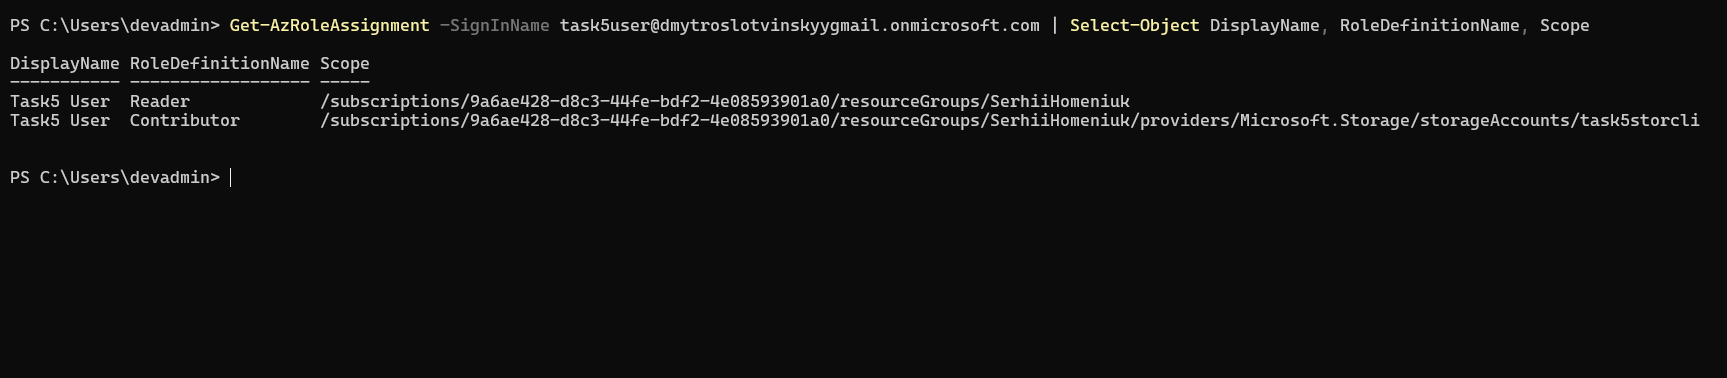 PS C:\Users\devadmin> Get-AzRoleAssignment -SignInName task5user@dmytroslotvinskyygmail.onmicrosoft.com | Select-Object DisplayName, RoleDefinitionName, Scope
DisplayName RoleDefinitionName Scope
----------- ------------------ -----
Task5 User  Reader             /subscriptions/9a6ae428-d8c3-44fe-bdf2-4e08593901a0/resourceGroups/SerhiiHomeniuk
Task5 User  Contributor        /subscriptions/9a6ae428-d8c3-44fe-bdf2-4e08593901a0/resourceGroups/SerhiiHomeniuk/providers/Microsoft.Storage/storageAccounts/task5storcli
PS C:\Users\devadmin>